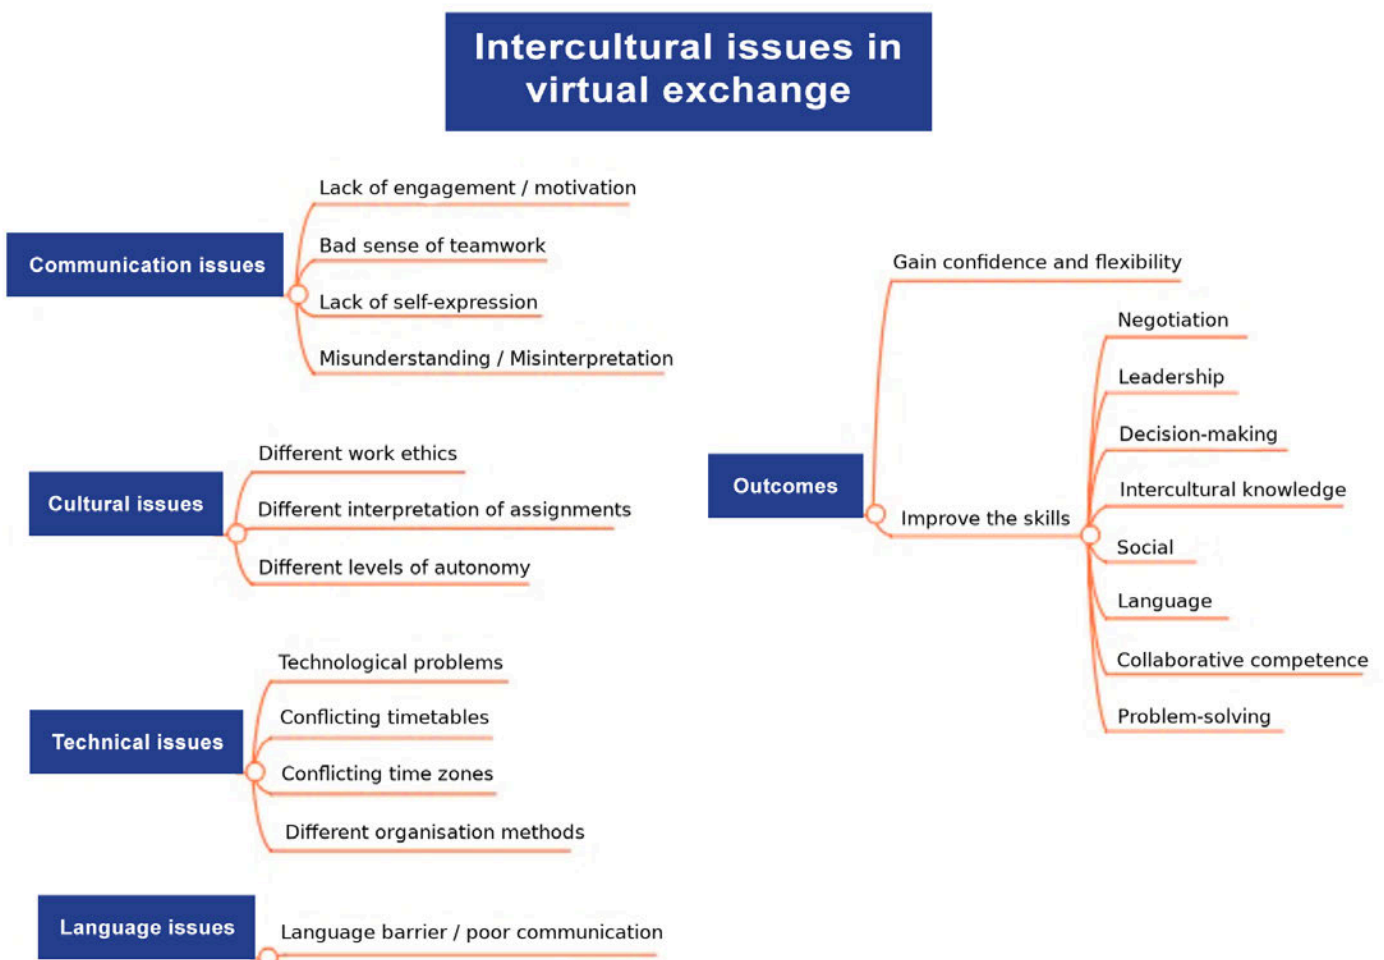 Intercultural issues in
virtual exchange
Communication issues
Lack of engagement / motivation
Bad sense of teamwork
Lack of self-expression
Misunderstanding / Misinterpretation
Cultural issues
Different work ethics
Different interpretation of assignments
Different levels of autonomy
Technical issues
Technological problems
Conflicting timetables
Conflicting time zones
Different organisation methods
Language issues
Language barrier / poor communication
Outcomes
Gain confidence and flexibility
Improve the skills
Negotiation
Leadership
Decision-making
Intercultural knowledge
Social
Language
Collaborative competence
Problem-solving